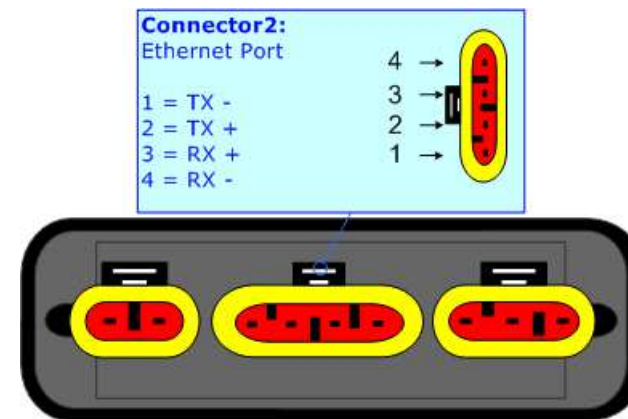 Connector2:
Ethernet Port
1 = TX -
2 = TX +
3 = RX +
4 = RX -
4 →
3 →
2 →
1 →